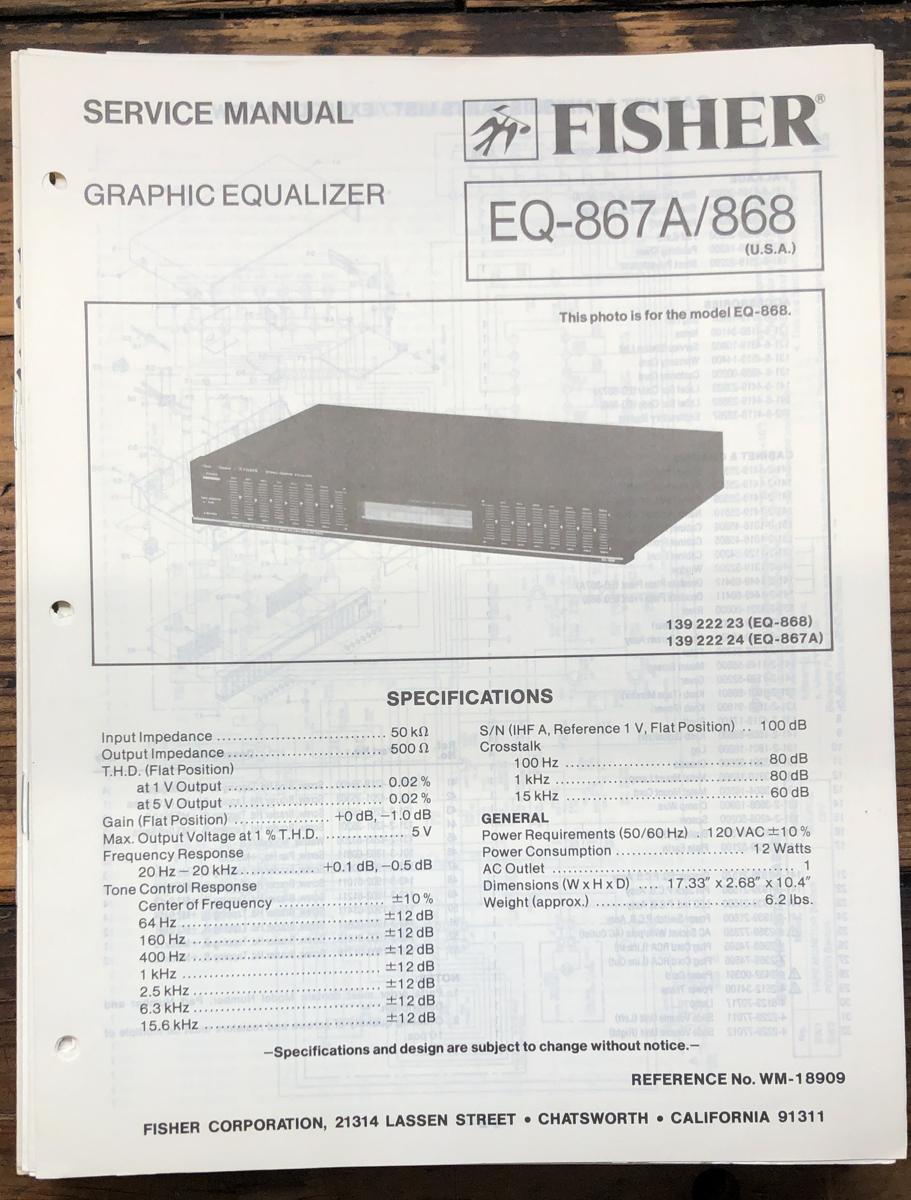 SERVICE MANUAL
FISHER®
GRAPHIC EQUALIZER
EQ-867A/868
(U.S.A.)
This photo is for the model EQ-868.
FISHER
139 222 23 (EQ-868)
139 222 24 (EQ-867A)
SPECIFICATIONS
Input Impedance .............................. 50 kΩ
Output Impedance .............................. 500 Ω
T.H.D. (Flat Position)
at 1 V Output .............................. 0.02 %
at 5 V Output .............................. 0.02 %
Gain (Flat Position) ................ +0 dB, −1.0 dB
Max. Output Voltage at 1 % T.H.D. ................ 5 V
Frequency Response
20 Hz – 20 kHz .............. +0.1 dB, −0.5 dB
Tone Control Response
Center of Frequency .................... ±10 %
64 Hz .................................... ±12 dB
160 Hz .................................... ±12 dB
400 Hz .................................... ±12 dB
1 kHz .................................... ±12 dB
2.5 kHz .................................... ±12 dB
6.3 kHz .................................... ±12 dB
15.6 kHz .................................... ±12 dB
S/N (IHF A, Reference 1 V, Flat Position) .. 100 dB
Crosstalk
100 Hz .................................... 80 dB
1 kHz .................................... 80 dB
15 kHz .................................... 60 dB
GENERAL
Power Requirements (50/60 Hz) . 120 VAC ±10 %
Power Consumption ....................... 12 Watts
AC Outlet .......................................... 1
Dimensions (W x H x D) .... 17.33″ x 2.68″ x 10.4″
Weight (approx.) .............................. 6.2 lbs.
–Specifications and design are subject to change without notice.–
REFERENCE No. WM-18909
FISHER CORPORATION, 21314 LASSEN STREET • CHATSWORTH • CALIFORNIA 91311